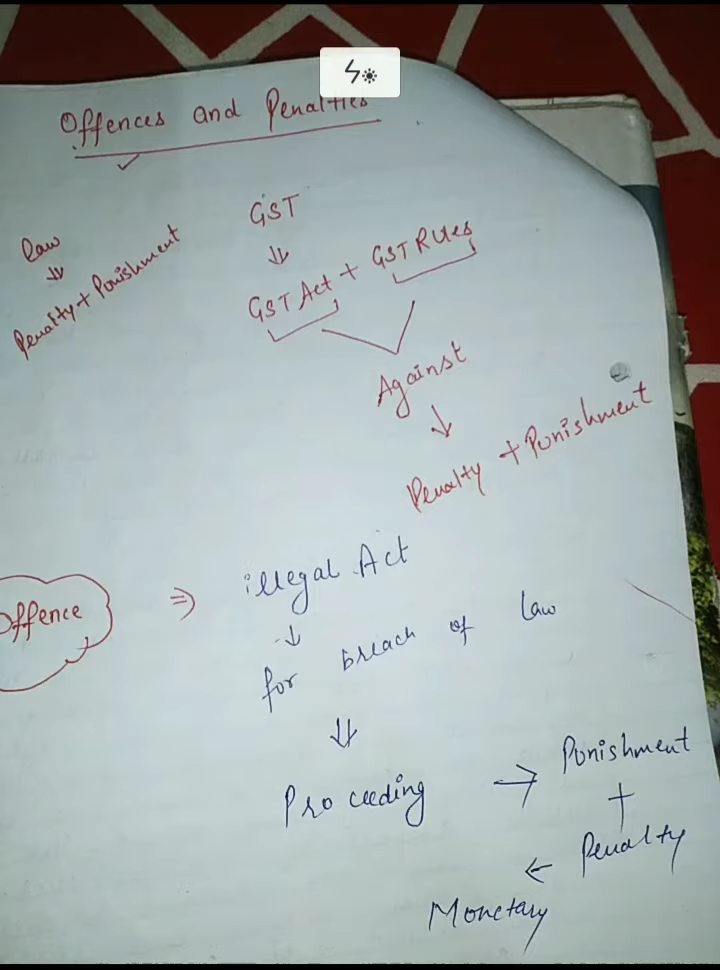 Offences and Penalties
Law
⇓
Penalty + Punishment
GST
⇓
GST Act + GST Rules
Against
↓
Penalty + Punishment
Offence ⇒ illegal Act
↓
for breach of law
⇓
Proceeding → Punishment
+
← Penalty
Monetary